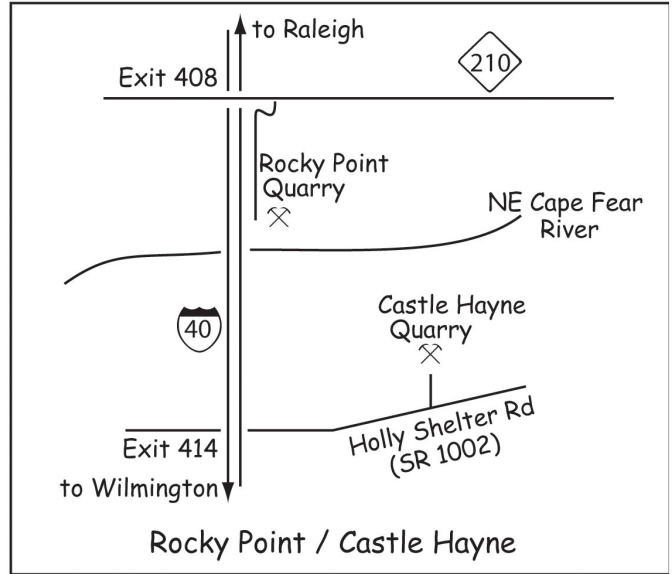 to Raleigh
210
Exit 408
Rocky Point
Quarry
NE Cape Fear
River
Castle Hayne
Quarry
40
Holly Shelter Rd
(SR 1002)
Exit 414
to Wilmington
Rocky Point / Castle Hayne